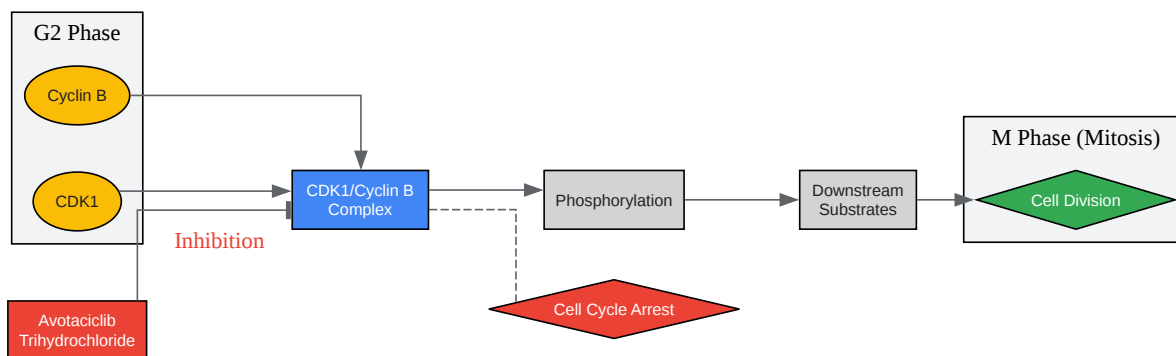 G2 Phase
Cyclin B
CDK1
Avotaciclib
Trihydrochloride
Inhibition
CDK1/Cyclin B
Complex
Phosphorylation
Cell Cycle Arrest
Downstream
Substrates
M Phase (Mitosis)
Cell Division